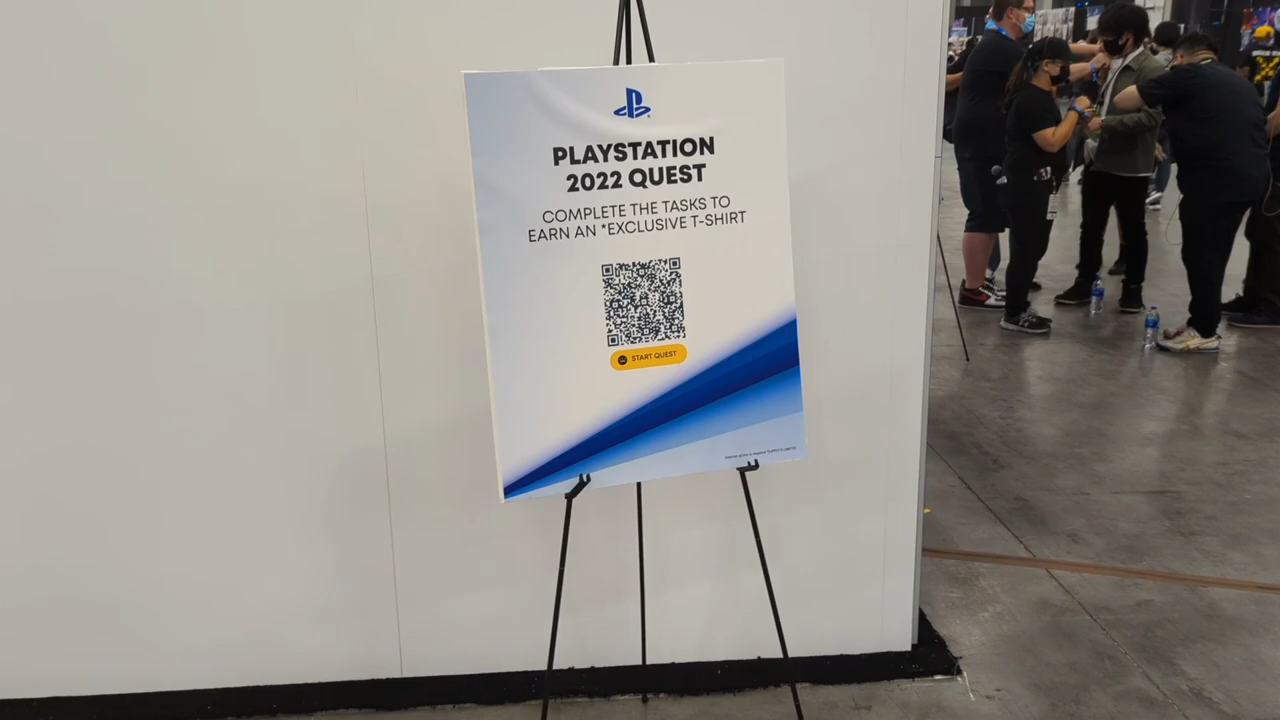 PLAYSTATION
2022 QUEST
COMPLETE THE TASKS TO
EARN AN *EXCLUSIVE T-SHIRT
START QUEST